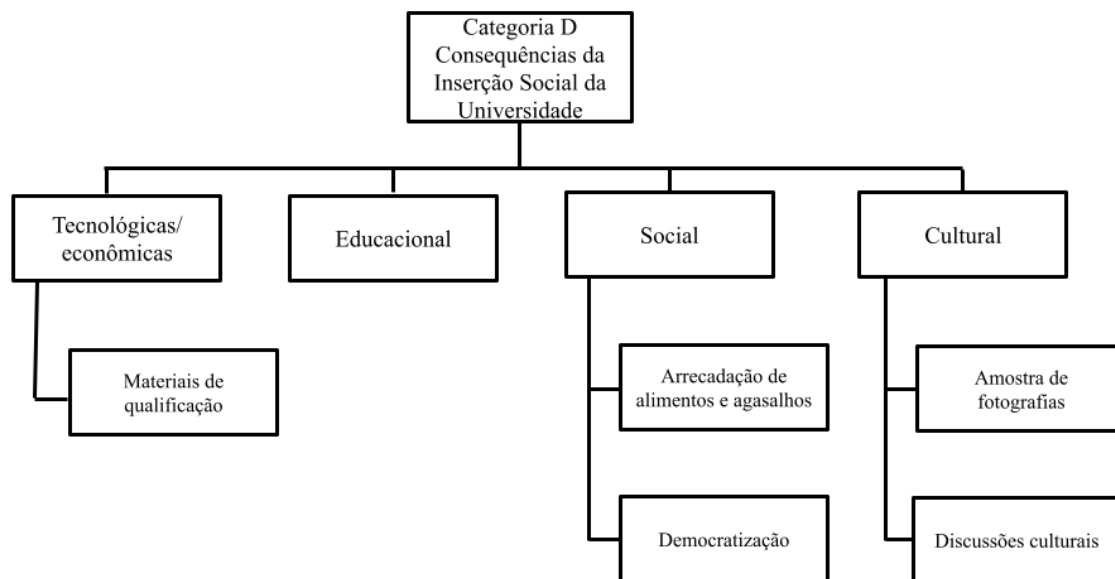 Categoria D
Consequências da
Inserção Social da
Universidade
Tecnológicas/
econômicas
Educacional
Social
Cultural
Materiais de
qualificação
Arrecadação de
alimentos e agasalhos
Amostra de
fotografias
Democratização
Discussões culturais